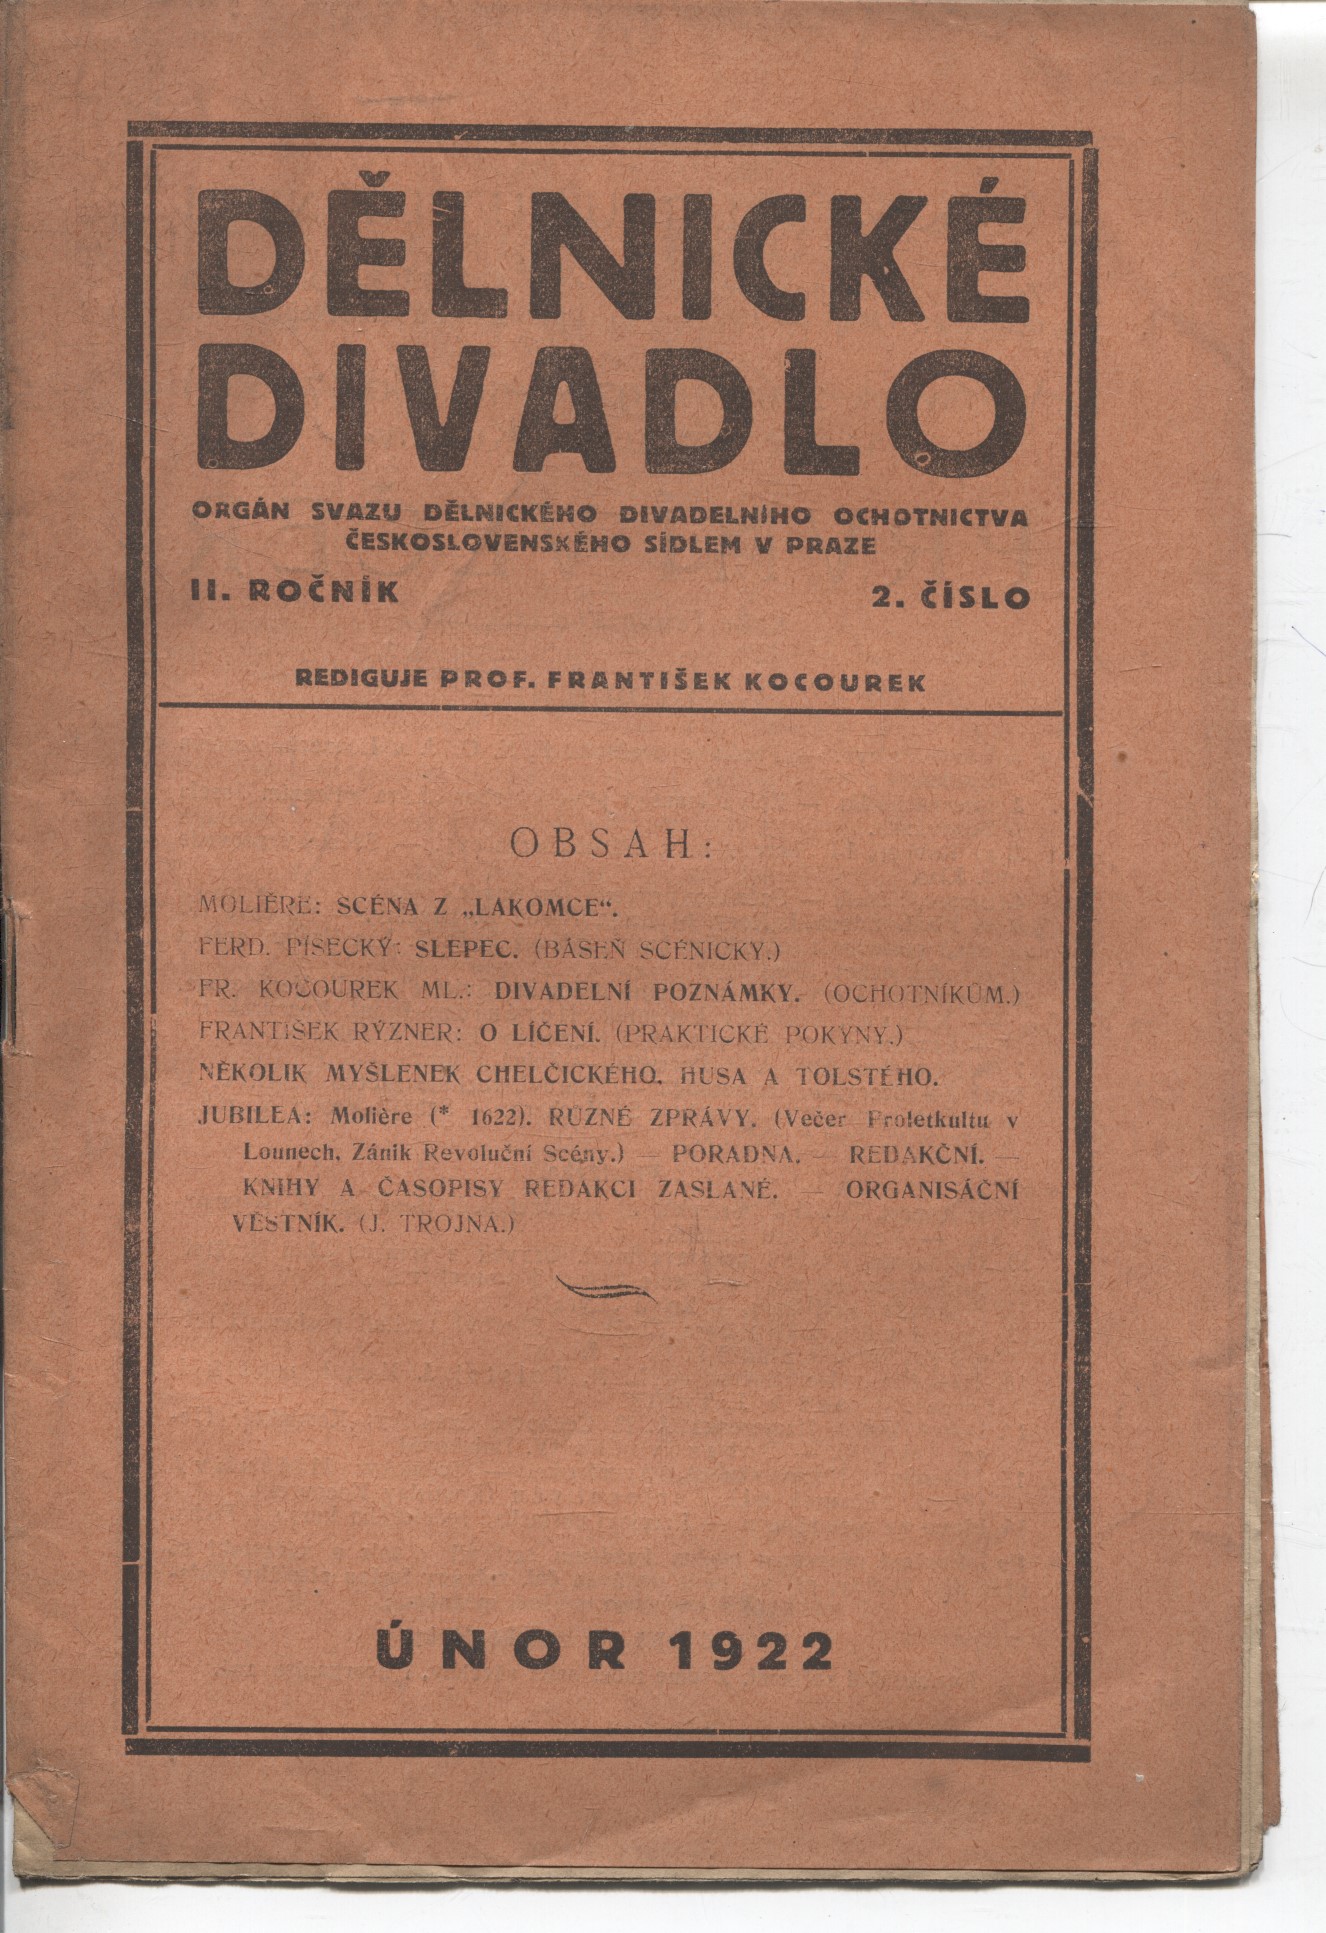 DĚLNICKÉ
DIVADLO
ORGÁN SVAZU DĚLNICKÉHO DIVADELNÍHO OCHOTNICTVA
ČESKOSLOVENSKÉHO SÍDLEM V PRAZE
II. ROČNÍK 2. ČÍSLO
REDIGUJE PROF. FRANTIŠEK KOCOUREK
OBSAH:
MOLIÈRE: SCÉNA Z „LAKOMCE“.
FERD. PÍSECKÝ: SLEPEC. (BÁSEŇ SCÉNICKÝ.)
FR. KOCOUREK ML.: DIVADELNÍ POZNÁMKY. (OCHOTNÍKŮM.)
FRANTIŠEK RÝZNER: O LÍČENÍ. (PRAKTICKÉ POKYNY.)
NĚKOLIK MYŠLENEK CHELČICKÉHO, HUSA A TOLSTÉHO.
JUBILEA: Molière (* 1622). RŮZNÉ ZPRÁVY. (Večer Proletkultu v
Lounech, Zánik Revoluční Scény.) — PORADNA. — REDAKČNÍ. —
KNIHY A ČASOPISY REDAKCI ZASLANÉ. — ORGANISAČNÍ
VĚSTNÍK. (J. TROJNA.)
ÚNOR 1922